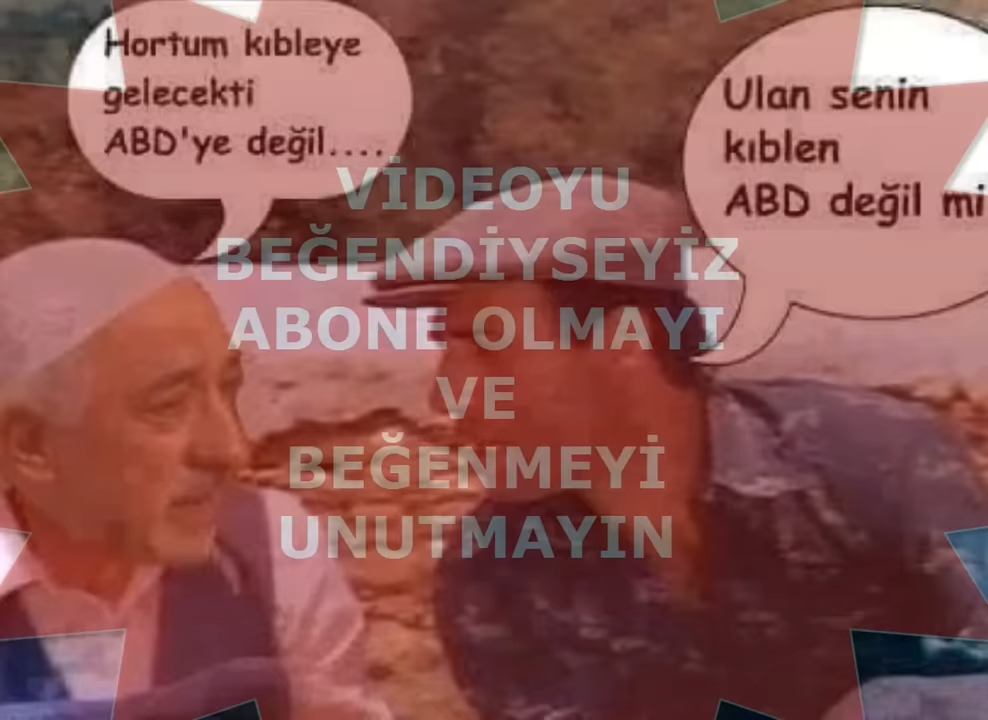 Hortum kıbleye
gelecekti
ABD'ye değil....
Ulan senin
kıblen
ABD değil mi
VİDEOYU
BEĞENDİYSEYİZ
ABONE OLMAYI
VE
BEĞENMEYİ
UNUTMAYIN